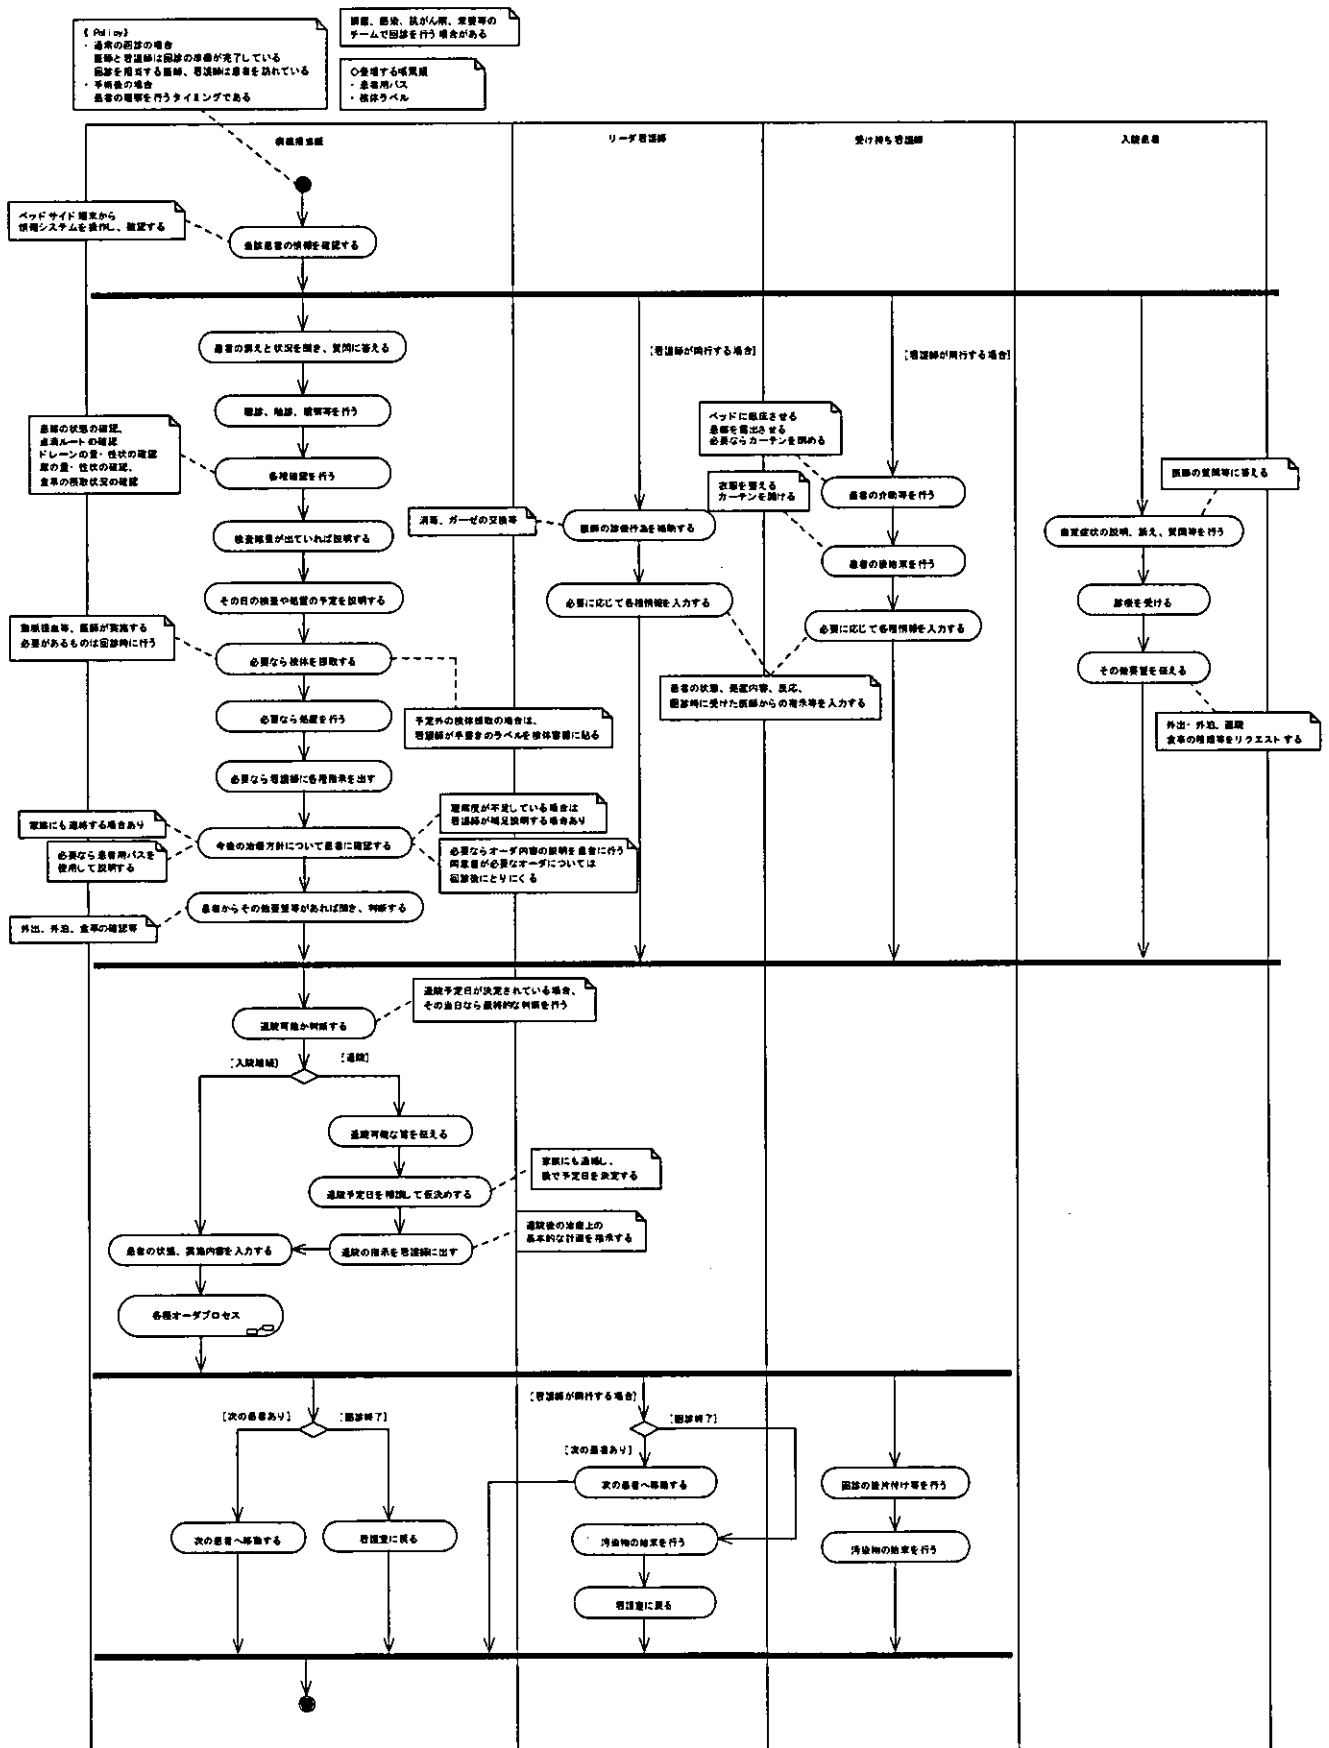 { Policy}
・ 通常の回診の場合
医師と看護師は回診の準備が完了している
回診を担当する医師、看護師は患者を訪れている
・ 手術後の場合
患者の観察を行うタイミングである
褥瘡、感染、抗がん剤、栄養等の
チームで回診を行う場合がある
○登場する帳票類
・ 患者用パス
・ 検体ラベル
リーダ看護師
受け持ち看護師
入院患者
ベッドサイド端末から
情報システムを操作し、確認する
当該患者の情報を確認する
患者の訴えと状況を聞き、質問に答える
[看護師が同行する場合]
[看護師が同行する場合]
聴診、触診、観察等を行う
患部の状態の確認、
点滴ルートの確認
ドレーンの量・性状の確認
尿の量・性状の確認、
食事の摂取状況の確認
各種確認を行う
ベッドに臥床させる
患部を露出させる
必要ならカーテンを閉める
衣服を整える
カーテンを開ける
患者の介助等を行う
医師の質問等に答える
検査結果が出ていれば説明する
消毒、ガーゼの交換等
医師の診療行為を補助する
患者の後始末を行う
自覚症状の説明、訴え、質問等を行う
その日の検査や処置の予定を説明する
必要に応じて各種情報を入力する
必要に応じて各種情報を入力する
診療を受ける
動脈採血等、医師が実施する
必要があるものは回診時に行う
必要なら検体を採取する
その他要望を伝える
患者の状態、処置内容、反応、
回診時に受けた医師からの指示等を入力する
必要なら処置を行う
予定外の検体採取の場合は、
看護師が手書きのラベルを検体容器に貼る
外出・外泊、退院
食事の種類等をリクエストする
必要なら看護師に各種指示を出す
理解度が不足している場合は
看護師が補足説明する場合あり
家族にも連絡する場合あり
今後の治療方針について患者に確認する
必要なら患者用パスを
使用して説明する
必要ならオーダ内容の説明を患者に行う
同意書が必要なオーダについては
回診後にとりにくる
患者からその他要望等があれば聞き、判断する
外出、外泊、食事の確認等
退院予定日が決定されている場合、
その当日なら最終的な判断を行う
退院可能か判断する
[入院継続]
[退院]
退院可能な旨を伝える
家族にも連絡し、
後で予定日を決定する
退院予定日を相談して仮決めする
退院後の治療上の
基本的な計画を指示する
患者の状態、実施内容を入力する
退院の指示を看護師に出す
各種オーダプロセス
[看護師が同行する場合]
[次の患者あり]
[回診終了]
[回診終了]
[次の患者あり]
次の患者へ移動する
回診の後片付け等を行う
次の患者へ移動する
看護室に戻る
汚染物の始末を行う
汚染物の始末を行う
看護室に戻る